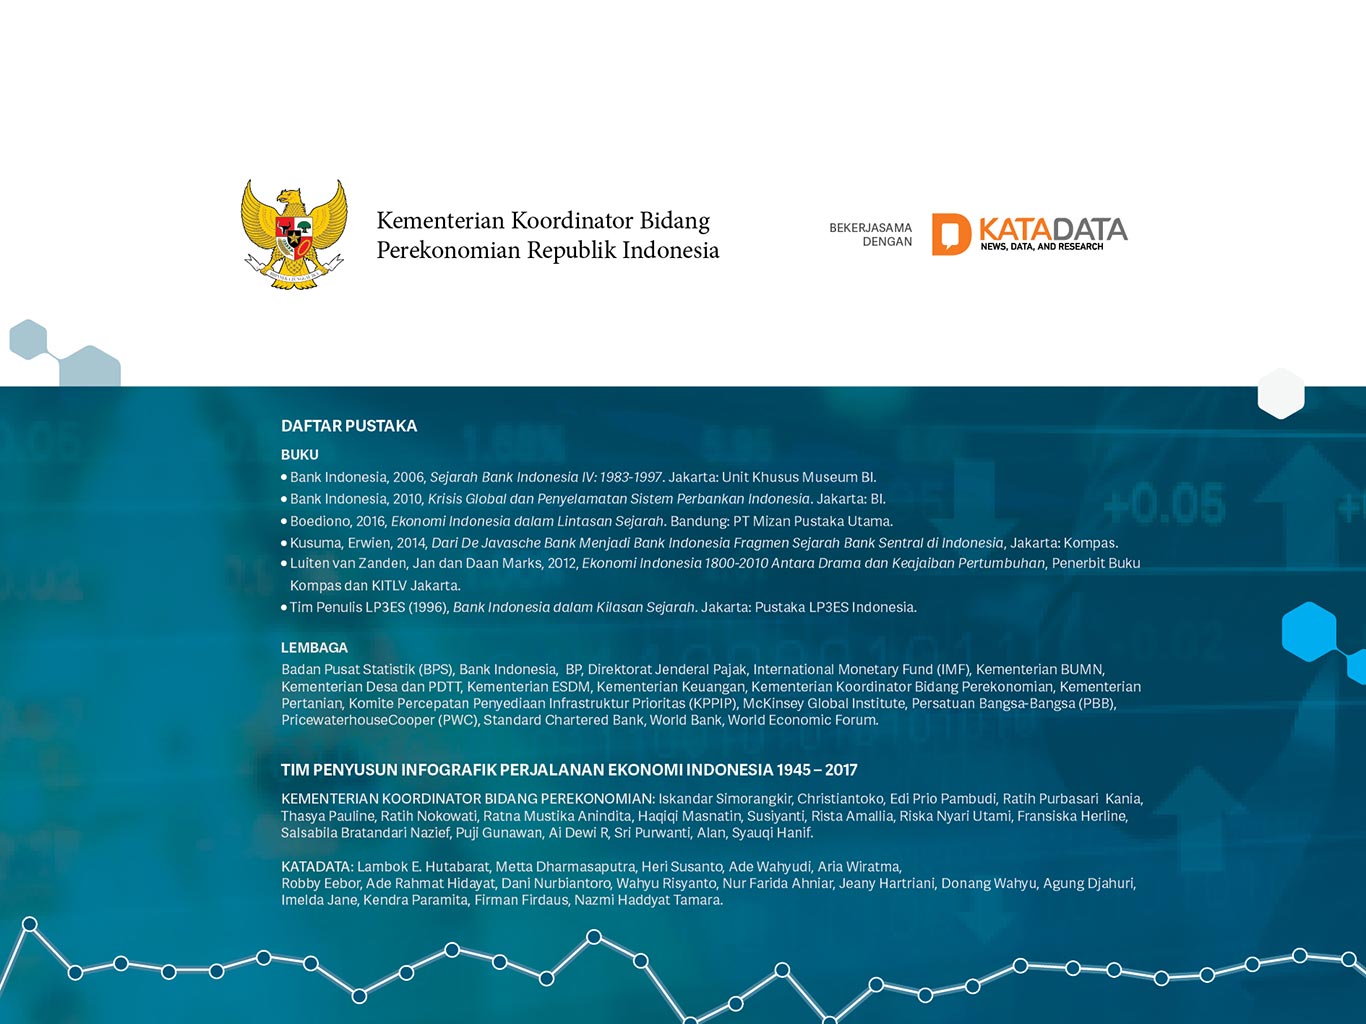 Kementerian Koordinator Bidang
Perekonomian Republik Indonesia
BEKERJASAMA
DENGAN
KATADATA
NEWS, DATA, AND RESEARCH
DAFTAR PUSTAKA
BUKU
• Bank Indonesia, 2006, Sejarah Bank Indonesia IV: 1983-1997. Jakarta: Unit Khusus Museum BI.
• Bank Indonesia, 2010, Krisis Global dan Penyelamatan Sistem Perbankan Indonesia. Jakarta: BI.
• Boediono, 2016, Ekonomi Indonesia dalam Lintasan Sejarah. Bandung: PT Mizan Pustaka Utama.
• Kusuma, Erwien, 2014, Dari De Javasche Bank Menjadi Bank Indonesia Fragmen Sejarah Bank Sentral di Indonesia, Jakarta: Kompas.
• Luiten van Zanden, Jan dan Daan Marks, 2012, Ekonomi Indonesia 1800-2010 Antara Drama dan Keajaiban Pertumbuhan, Penerbit Buku
Kompas dan KITLV Jakarta.
• Tim Penulis LP3ES (1996), Bank Indonesia dalam Kilasan Sejarah. Jakarta: Pustaka LP3ES Indonesia.
LEMBAGA
Badan Pusat Statistik (BPS), Bank Indonesia, BP, Direktorat Jenderal Pajak, International Monetary Fund (IMF), Kementerian BUMN,
Kementerian Desa dan PDTT, Kementerian ESDM, Kementerian Keuangan, Kementerian Koordinator Bidang Perekonomian, Kementerian
Pertanian, Komite Percepatan Penyediaan Infrastruktur Prioritas (KPPIP), McKinsey Global Institute, Persatuan Bangsa-Bangsa (PBB),
PricewaterhouseCooper (PWC), Standard Chartered Bank, World Bank, World Economic Forum.
TIM PENYUSUN INFOGRAFIK PERJALANAN EKONOMI INDONESIA 1945 – 2017
KEMENTERIAN KOORDINATOR BIDANG PEREKONOMIAN: Iskandar Simorangkir, Christiantoko, Edi Prio Pambudi, Ratih Purbasari Kania,
Thasya Pauline, Ratih Nokowati, Ratna Mustika Anindita, Haqiqi Masnatin, Susiyanti, Rista Amallia, Riska Nyari Utami, Fransiska Herline,
Salsabila Bratandari Nazief, Puji Gunawan, Ai Dewi R, Sri Purwanti, Alan, Syauqi Hanif.
KATADATA: Lambok E. Hutabarat, Metta Dharmasaputra, Heri Susanto, Ade Wahyudi, Aria Wiratma,
Robby Eebor, Ade Rahmat Hidayat, Dani Nurbiantoro, Wahyu Risyanto, Nur Farida Ahniar, Jeany Hartriani, Donang Wahyu, Agung Djahuri,
Imelda Jane, Kendra Paramita, Firman Firdaus, Nazmi Haddyat Tamara.
+0.05